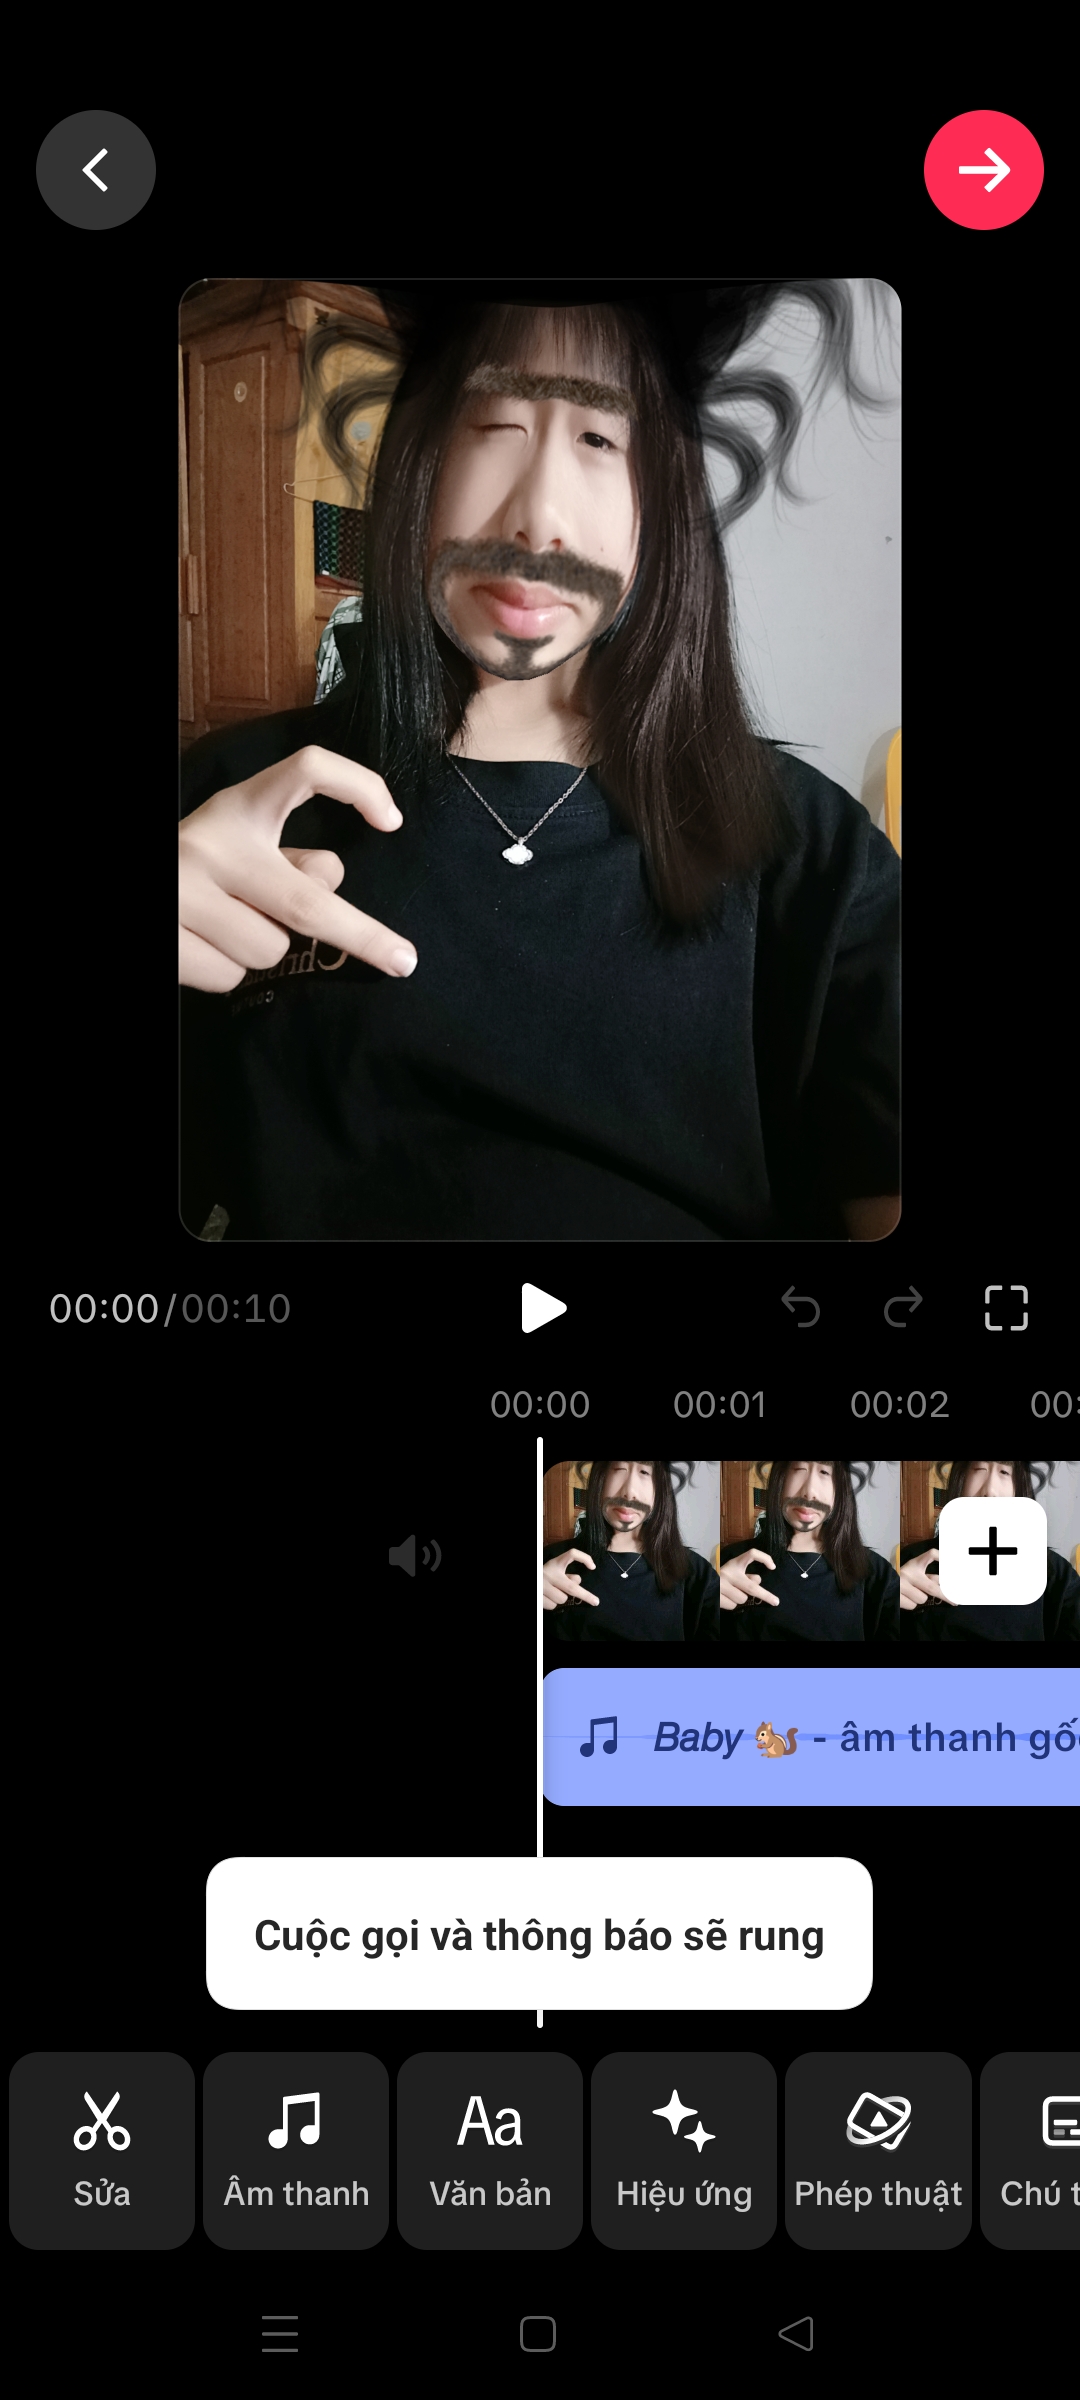 00:00/00:10
00:00 00:01 00:02 00:
Baby 🐿️ - âm thanh gố
Cuộc gọi và thông báo sẽ rung
Sửa
Âm thanh
Aa
Văn bản
Hiệu ứng
Phép thuật
Chú t